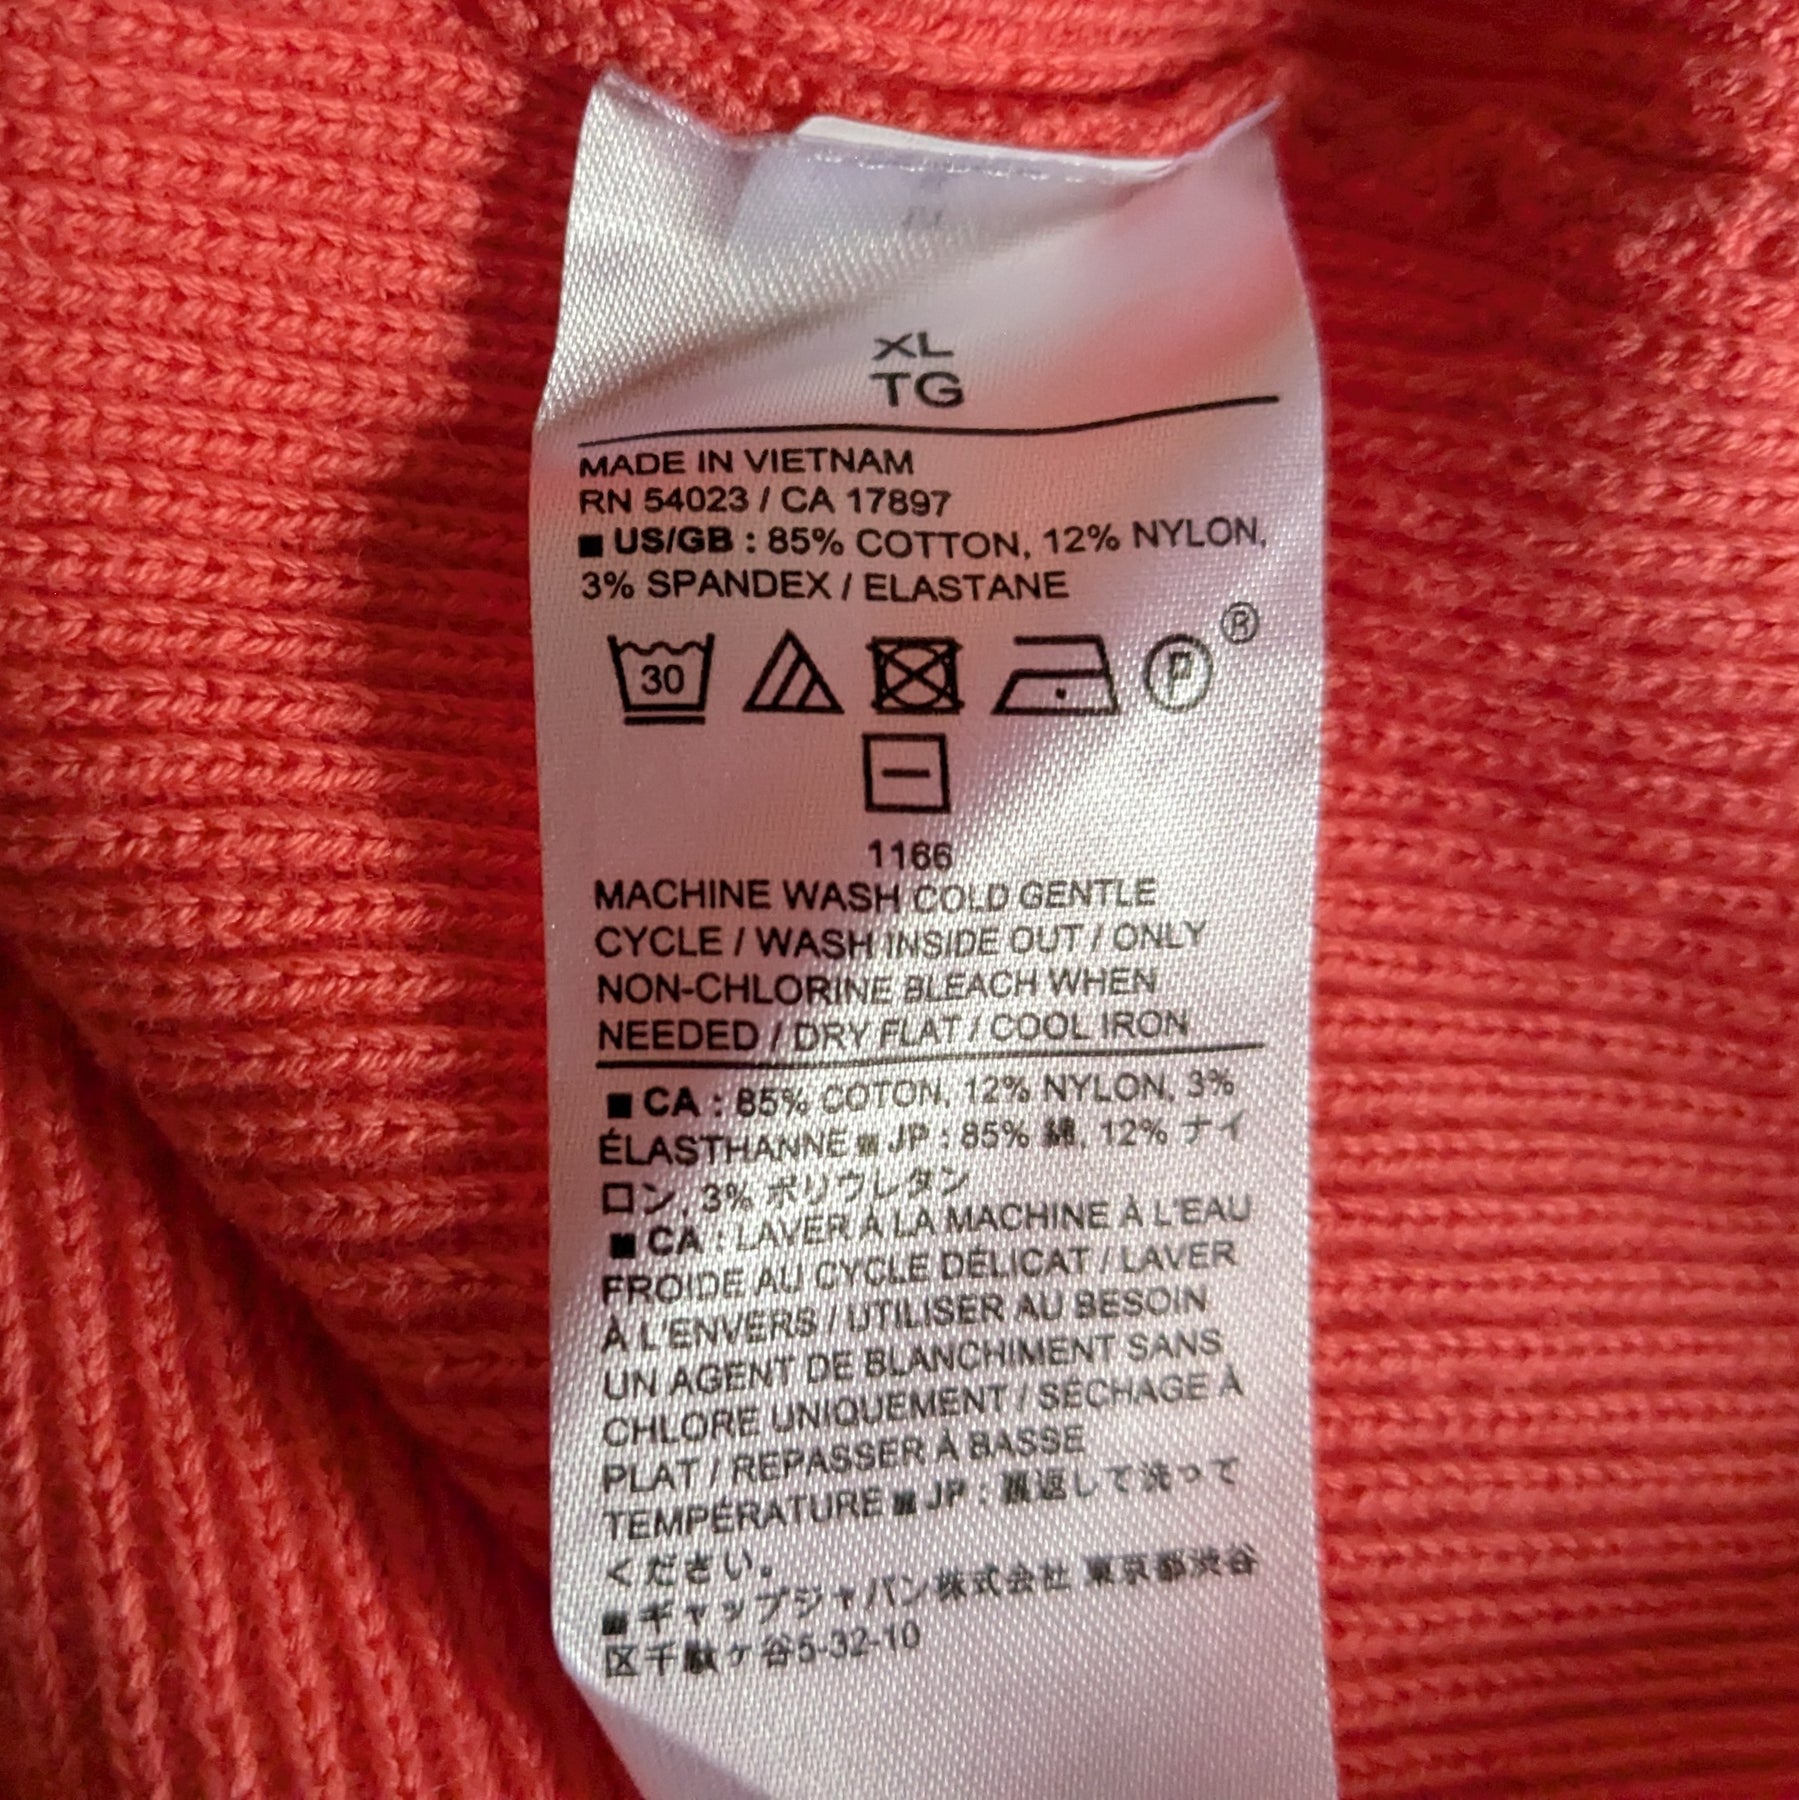 XL
TG
MADE IN VIETNAM
RN 54023 / CA 17897
■ US/GB : 85% COTTON, 12% NYLON,
3% SPANDEX / ELASTANE
30
P
®
1166
MACHINE WASH COLD GENTLE
CYCLE / WASH INSIDE OUT / ONLY
NON-CHLORINE BLEACH WHEN
NEEDED / DRY FLAT / COOL IRON
■ CA : 85% COTON, 12% NYLON, 3%
ÉLASTHANNE ■ JP : 85% 綿, 12% ナイ
ロン, 3% ポリウレタン
■ CA : LAVER À LA MACHINE À L'EAU
FROIDE AU CYCLE DÉLICAT / LAVER
À L'ENVERS / UTILISER AU BESOIN
UN AGENT DE BLANCHIMENT SANS
CHLORE UNIQUEMENT / SÉCHAGE À
PLAT / REPASSER À BASSE
TEMPÉRATURE ■ JP : 裏返して洗って
ください。
■ ギャップジャパン株式会社 東京都渋谷
区千駄ヶ谷5-32-10